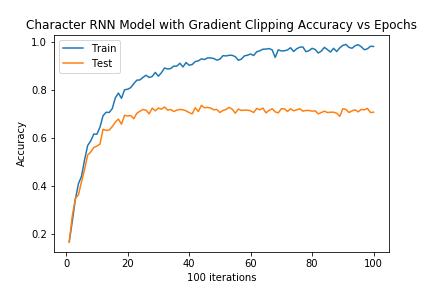 Character RNN Model with Gradient Clipping Accuracy vs Epochs
Train
Test
Accuracy
1.0
0.8
0.6
0.4
0.2
0 20 40 60 80 100
100 iterations